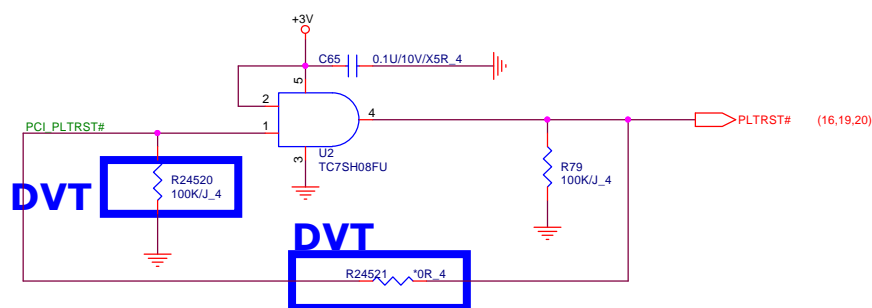 +3V
C65 0.1U/10V/X5R_4
5
2
4
PCI_PLTRST#
1
PLTRST# (16,19,20)
3
U2
TC7SH08FU
R79
100K/J_4
DVT
R24520
100K/J_4
DVT
R24521 *0R_4